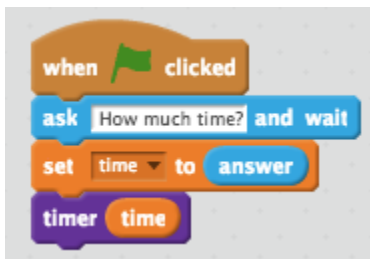 when clicked
ask How much time? and wait
set time to answer
timer time